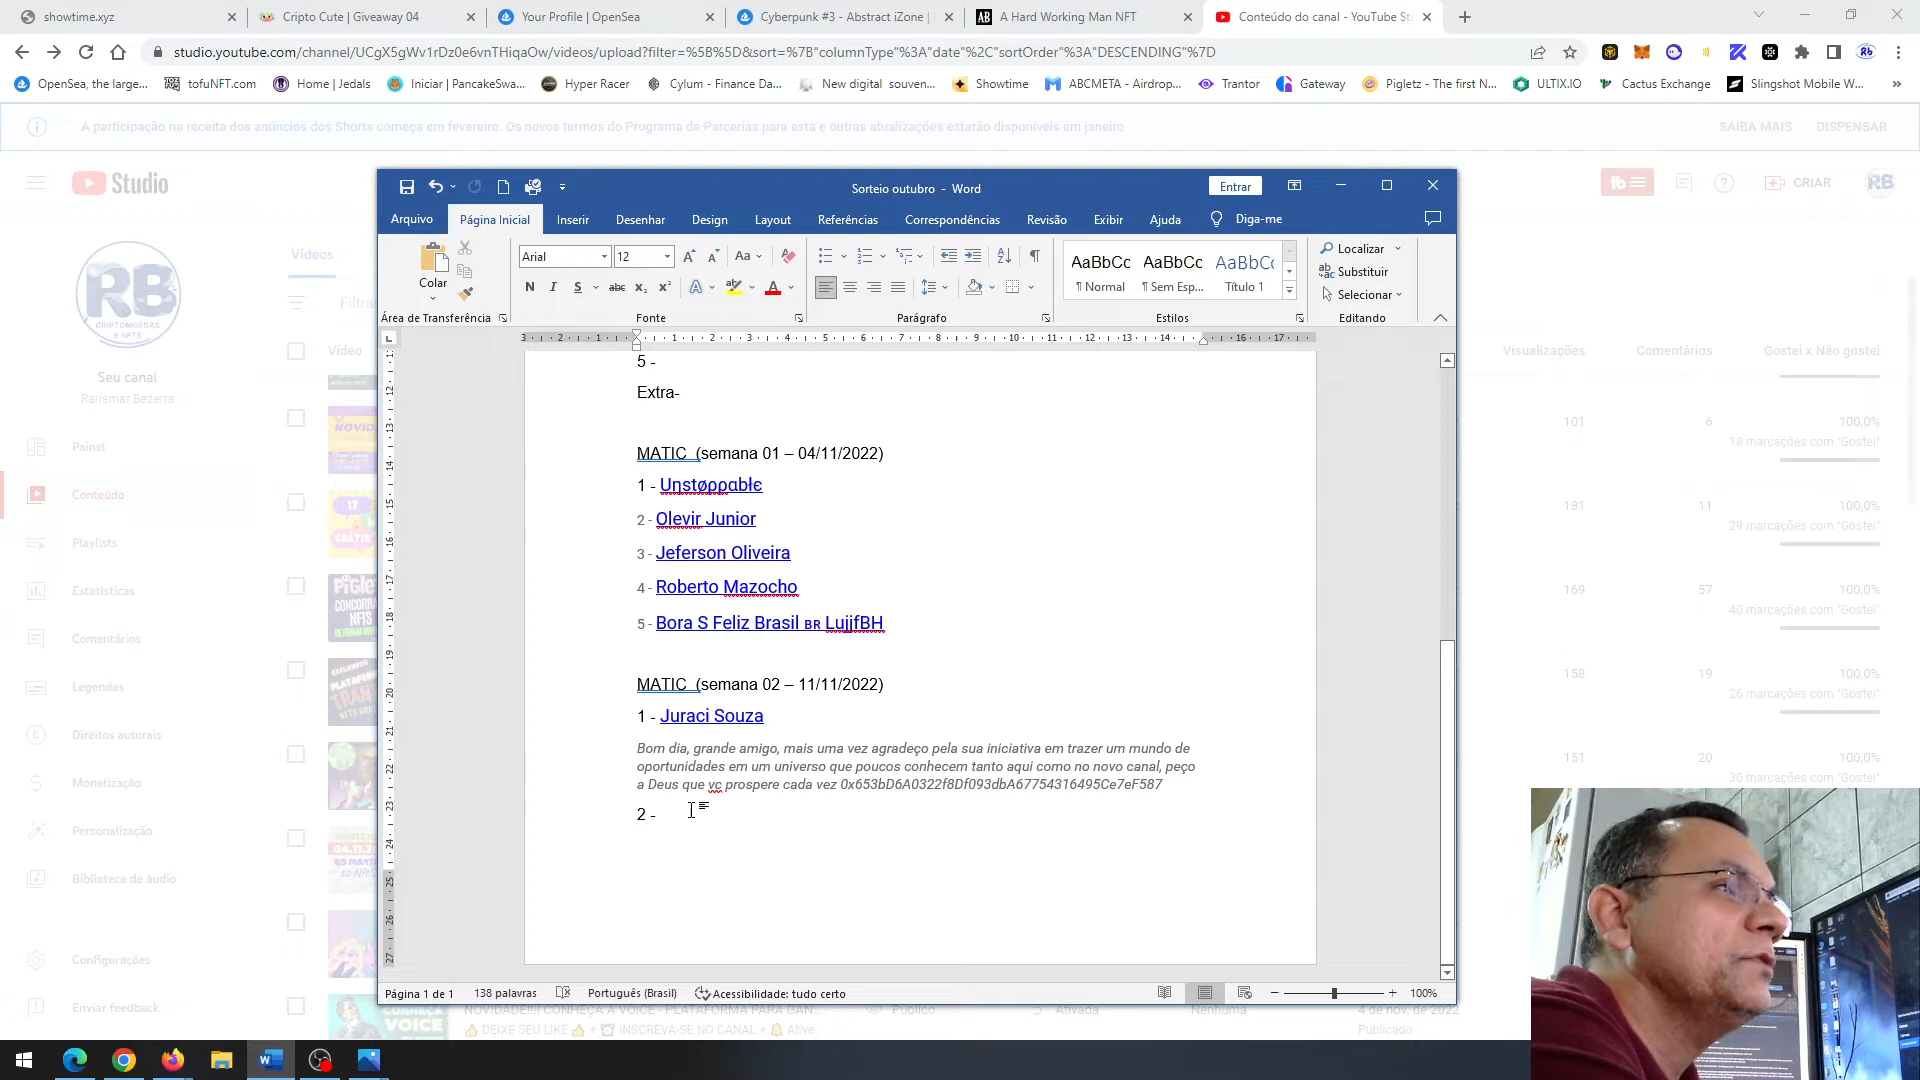 showtime.xyz
Cripto Cute | Giveaway 04
Your Profile | OpenSea
Cyberpunk #3 - Abstract iZone |
A Hard Working Man NFT
Conteúdo do canal - YouTube St
studio.youtube.com/channel/UCgX5gWv1rDz0e6vnTHiqaOw/videos/upload?filter=%5B%5D&sort=%7B"columnType"%3A"date"%2C"sortOrder"%3A"DESCENDING"%7D
OpenSea, the large...
tofuNFT.com
Home | Jedals
Iniciar | PancakeSwa...
Hyper Racer
Cylum - Finance Da...
New digital souven...
Showtime
ABCMETA - Airdrop...
Trantor
Gateway
Pigletz - The first N...
ULTIX.IO
Cactus Exchange
Slingshot Mobile W...
A participação na receita dos anúncios dos Shorts começa em fevereiro. Os novos termos do Programa de Parcerias para esta e outras atualizações estarão disponíveis em janeiro
SAIBA MAIS
DISPENSAR
Studio
CRIAR
RB
CRIPTOMOEDAS
E NFTS
Seu canal
Rarismar Bezerra
Painel
Conteúdo
Playlists
Estatísticas
Comentários
Legendas
Direitos autorais
Monetização
Personalização
Biblioteca de áudio
Configurações
Enviar feedback
Vídeos
Filtrar
Vídeo
Sorteio outubro - Word
Entrar
Arquivo
Página Inicial
Inserir
Desenhar
Design
Layout
Referências
Correspondências
Revisão
Exibir
Ajuda
Diga-me
Colar
Arial
12
N I S abc x₂ x²
AaBbCc AaBbCc AaBbCc
¶ Normal
¶ Sem Esp...
Título 1
Localizar
Substituir
Selecionar
Área de Transferência
Fonte
Parágrafo
Estilos
Editando
5 -
Extra-
MATIC (semana 01 – 04/11/2022)
1 - Uηstøρραbłє
2 - Olevir Junior
3 - Jeferson Oliveira
4 - Roberto Mazocho
5 - Bora S Feliz Brasil BR LujjfBH
MATIC (semana 02 – 11/11/2022)
1 - Juraci Souza
Bom dia, grande amigo, mais uma vez agradeço pela sua iniciativa em trazer um mundo de
oportunidades em um universo que poucos conhecem tanto aqui como no novo canal, peço
a Deus que vc prospere cada vez 0x653bD6A0322f8Df093dbA67754316495Ce7eF587
2 -
Página 1 de 1
138 palavras
Português (Brasil)
Acessibilidade: tudo certo
100%
Visualizações
Comentários
Gostei x Não gostei
101
6
100,0%
18 marcações com "Gostei"
181
11
100,0%
29 marcações com "Gostei"
169
57
100,0%
40 marcações com "Gostei"
158
19
100,0%
26 marcações com "Gostei"
151
20
100,0%
30 marcações com "Gostei"
NOVIDADE!!!! CONHEÇA A VOICE - PLATAFORMA PARA GAN...
Público
Ativada
Nenhuma
4 de nov. de 2022
DEIXE SEU LIKE + INSCREVA-SE NO CANAL + Ative:
Publicado